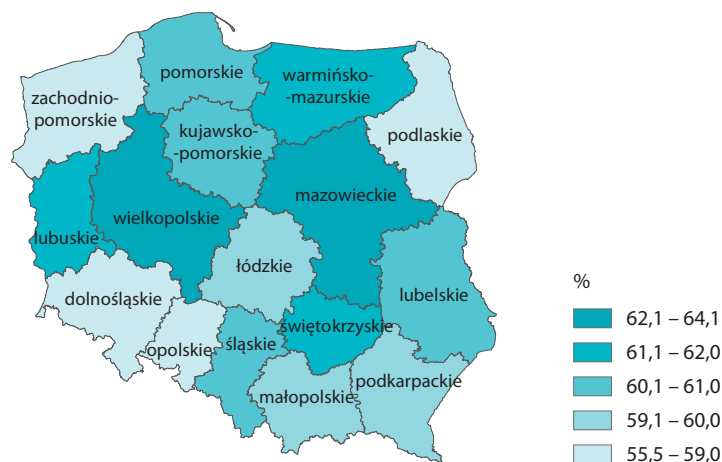 pomorskie
warmińsko-
-mazurskie
zachodnio-
pomorskie
kujawsko-
-pomorskie
podlaskie
mazowieckie
wielkopolskie
lubuskie
łódzkie
lubelskie
dolnośląskie
świętokrzyskie
opolskie
śląskie
małopolskie
podkarpackie
%
62,1 – 64,1
61,1 – 62,0
60,1 – 61,0
59,1 – 60,0
55,5 – 59,0